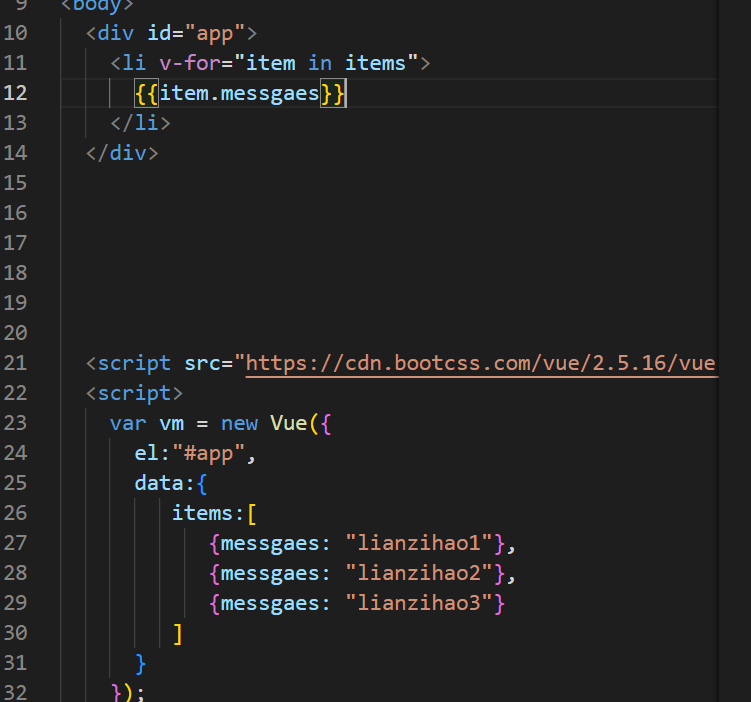 9 <body>
10 <div id="app">
11 <li v-for="item in items">
12 {{item.messgaes}}
13 </li>
14 </div>
15
16
17
18
19
20
21 <script src="https://cdn.bootcss.com/vue/2.5.16/vue
22 <script>
23 var vm = new Vue({
24 el:"#app",
25 data:{
26 items:[
27 {messgaes: "lianzihao1"},
28 {messgaes: "lianzihao2"},
29 {messgaes: "lianzihao3"}
30 ]
31 }
32 });